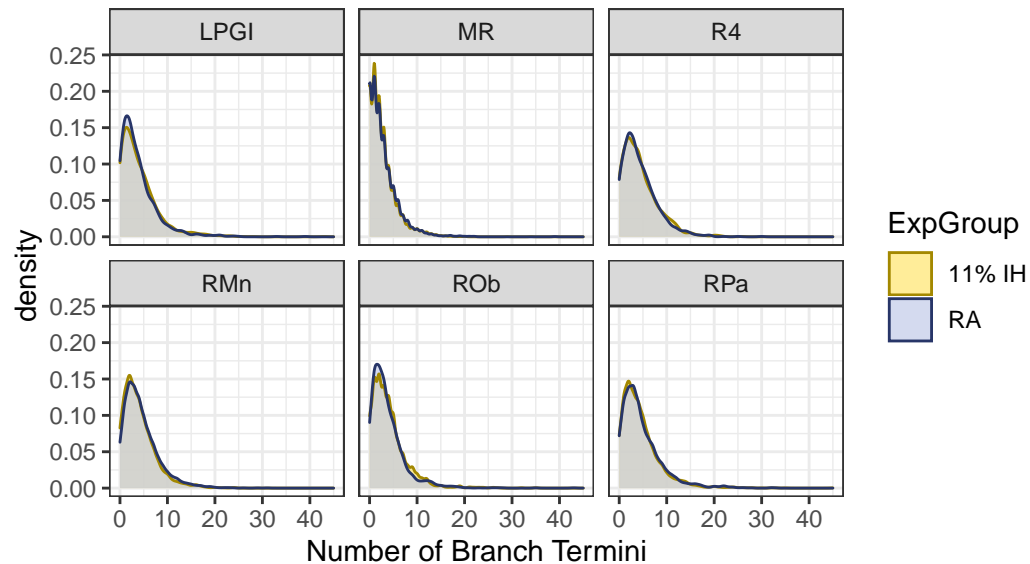 LPGI MR R4
0.25
0.20
0.15
0.10
0.05
0.00
RMn ROb RPa
0.25
0.20
0.15
0.10
0.05
0.00
0 10 20 30 40 0 10 20 30 40 0 10 20 30 40
Number of Branch Termini
density
ExpGroup
11% IH
RA